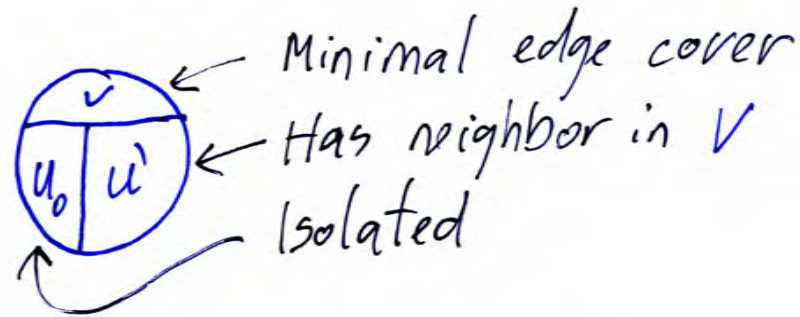 Minimal edge cover
V
Has neighbor in V
U₀ U'
Isolated